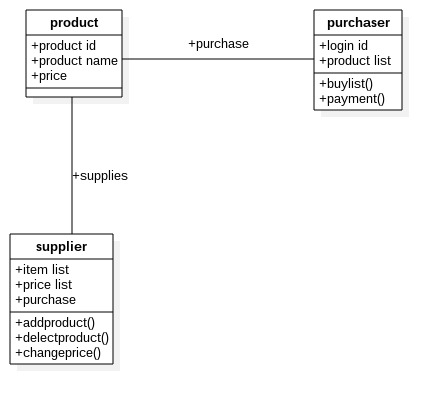 product
+product id
+product name
+price
+purchase
purchaser
+login id
+product list
+buylist()
+payment()
+supplies
supplier
+item list
+price list
+purchase
+addproduct()
+delectproduct()
+changeprice()